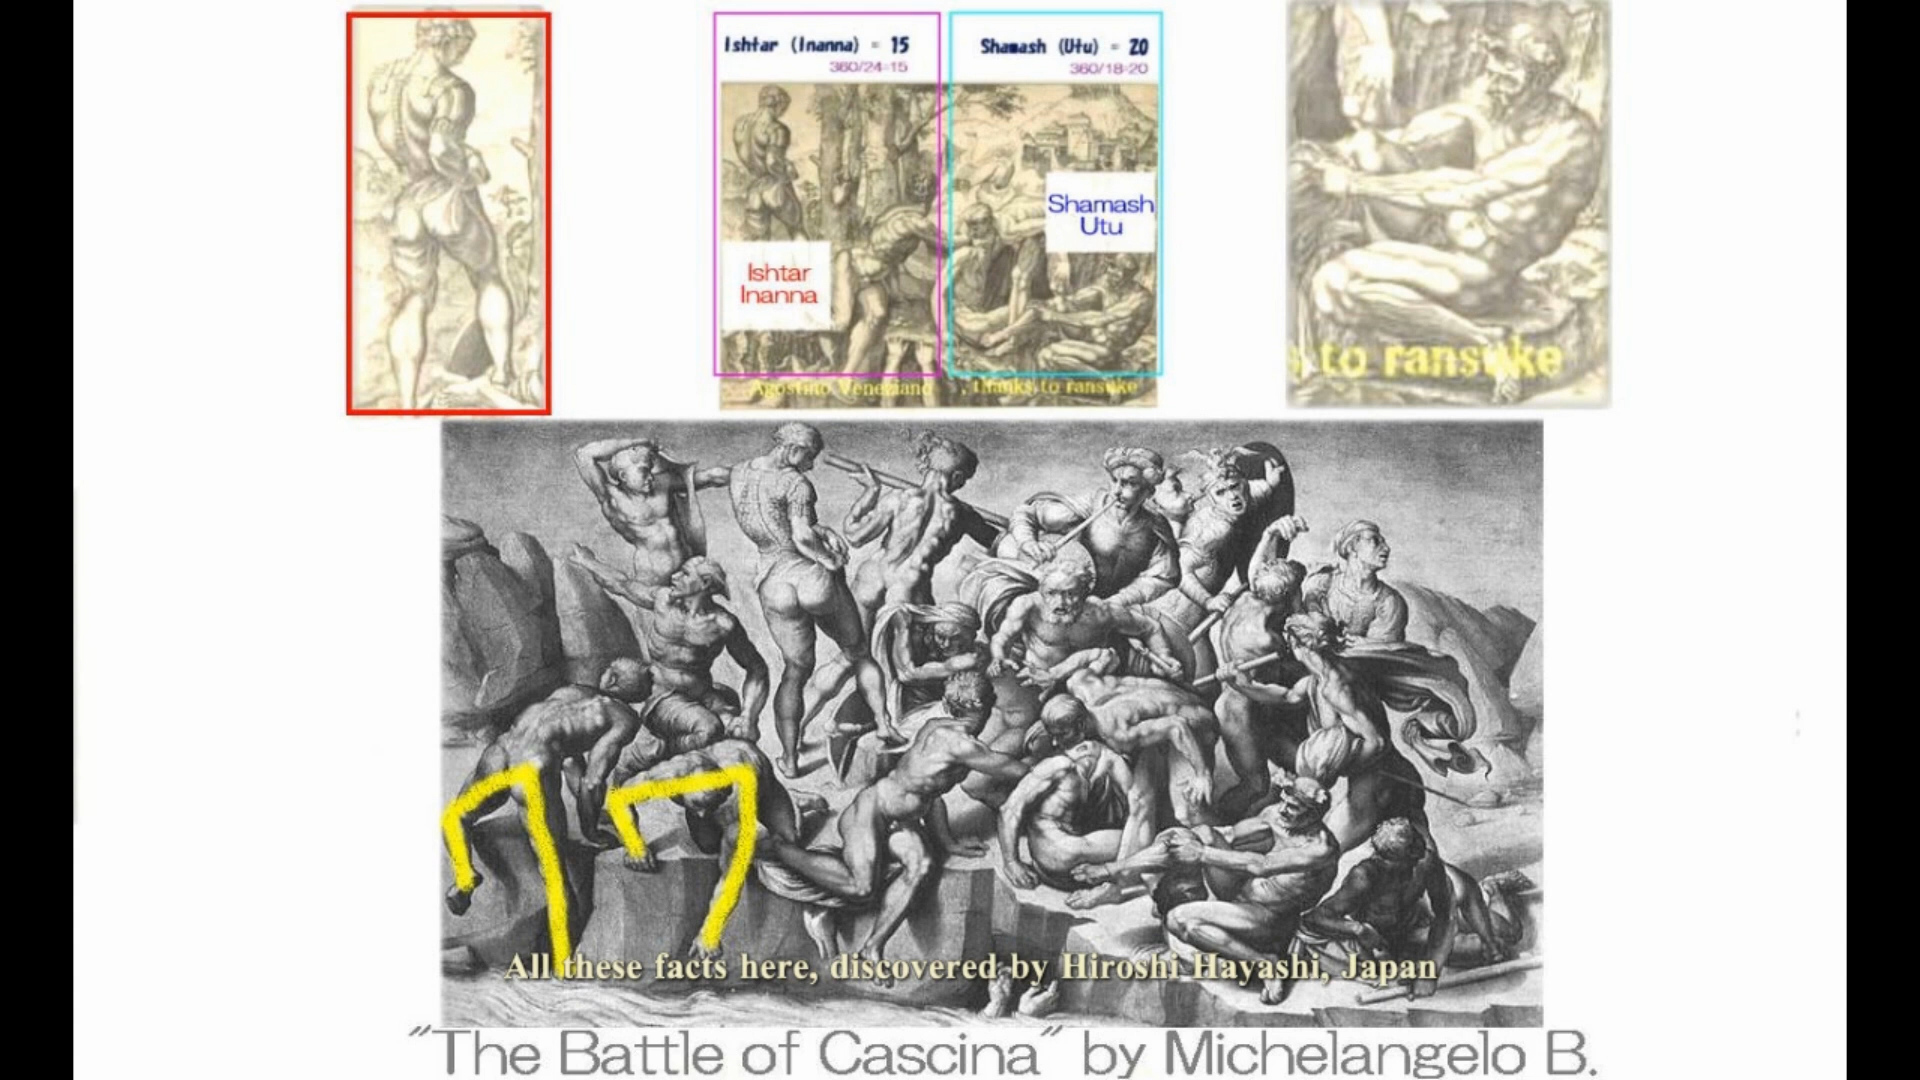 Ishtar (Inanna) = 15
360/24=15
Shamash (Utu) = 20
360/18=20
Shamash
Utu
Ishtar
Inanna
Agostino Veneziano , thanks to ransuke
s to ransuke
All these facts here, discovered by Hiroshi Hayashi, Japan
"The Battle of Cascina" by Michelangelo B.